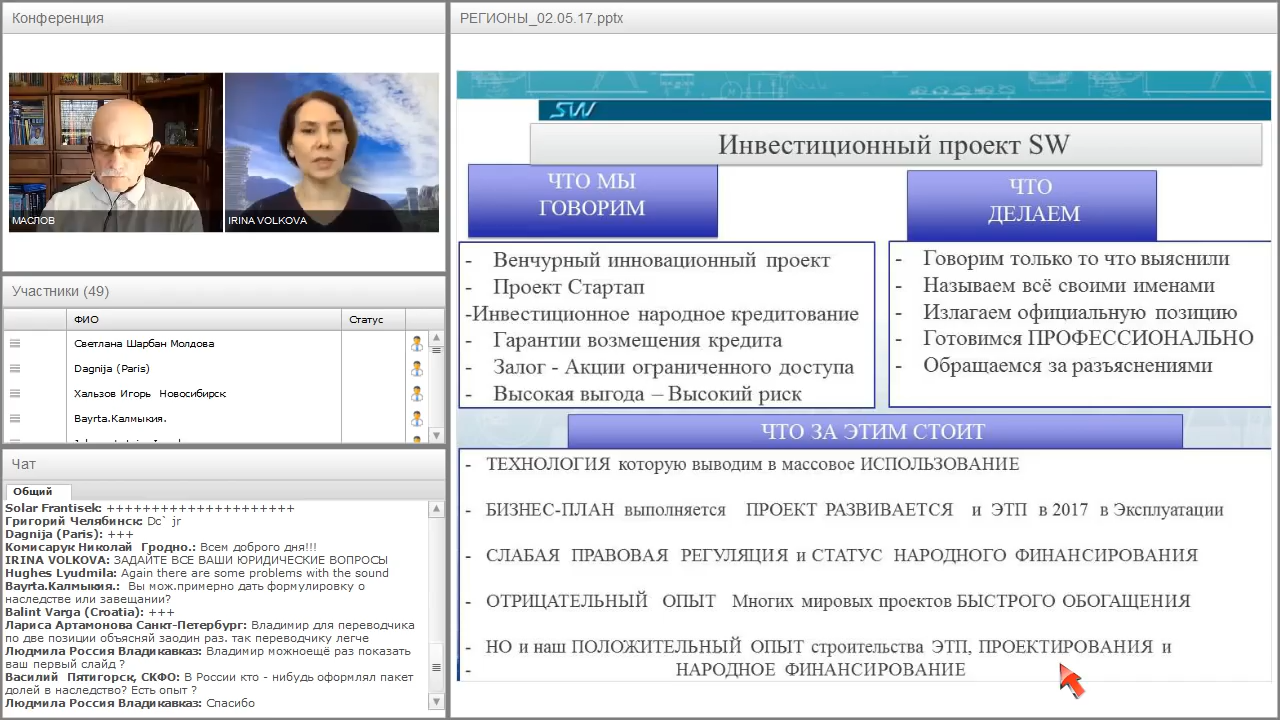 Конференция
МАСЛОВ
IRINA VOLKOVA
Участники (49)
ФИО Статус
Светлана Шарбан Молдова
Dagnija (Paris)
Хальзов Игорь Новосибирск
Bayrta.Калмыкия.
Чат
Общий
Solar Frantisek: ++++++++++++++++++++
Григорий Челябинск: Dc` jr
Dagnija (Paris): +++
Комисарук Николай Гродно.: Всем доброго дня!!!
IRINA VOLKOVA: ЗАДАЙТЕ ВСЕ ВАШИ ЮРИДИЧЕСКИЕ ВОПРОСЫ
Hughes Lyudmila: Again there are some problems with the sound
Bayrta.Калмыкия.: Вы мож.примерно дать формулировку о
наследстве или завещании?
Balint Varga (Croatia): +++
Лариса Артамонова Санкт-Петербург: Владимир для переводчика
по две позиции объясняй заодин раз. так переводчику легче
Людмила Россия Владикавказ: Владимир можноещё раз показать
ваш первый слайд ?
Василий Пятигорск, СКФО: В России кто - нибудь оформлял пакет
долей в наследство? Есть опыт ?
Людмила Россия Владикавказ: Спасибо
РЕГИОНЫ_02.05.17.pptx
SW
Инвестиционный проект SW
ЧТО МЫ
ГОВОРИМ
- Венчурный инновационный проект
- Проект Стартап
-Инвестиционное народное кредитование
- Гарантии возмещения кредита
- Залог - Акции ограниченного доступа
- Высокая выгода – Высокий риск
ЧТО
ДЕЛАЕМ
- Говорим только то что выяснили
- Называем всё своими именами
- Излагаем официальную позицию
- Готовимся ПРОФЕССИОНАЛЬНО
- Обращаемся за разъяснениями
ЧТО ЗА ЭТИМ СТОИТ
- ТЕХНОЛОГИЯ которую выводим в массовое ИСПОЛЬЗОВАНИЕ
- БИЗНЕС-ПЛАН выполняется ПРОЕКТ РАЗВИВАЕТСЯ и ЭТП в 2017 в Эксплуатации
- СЛАБАЯ ПРАВОВАЯ РЕГУЛЯЦИЯ и СТАТУС НАРОДНОГО ФИНАНСИРОВАНИЯ
- ОТРИЦАТЕЛЬНЫЙ ОПЫТ Многих мировых проектов БЫСТРОГО ОБОГАЩЕНИЯ
- НО и наш ПОЛОЖИТЕЛЬНЫЙ ОПЫТ строительства ЭТП, ПРОЕКТИРОВАНИЯ и
- НАРОДНОЕ ФИНАНСИРОВАНИЕ